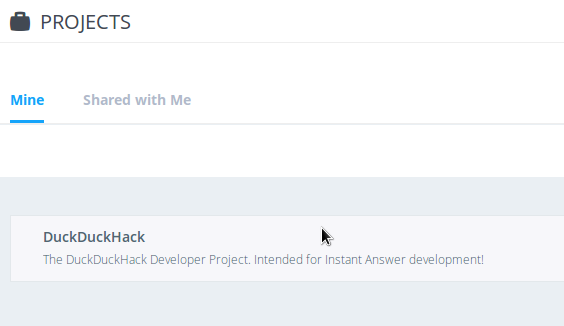 PROJECTS
Mine Shared with Me
DuckDuckHack
The DuckDuckHack Developer Project. Intended for Instant Answer development!